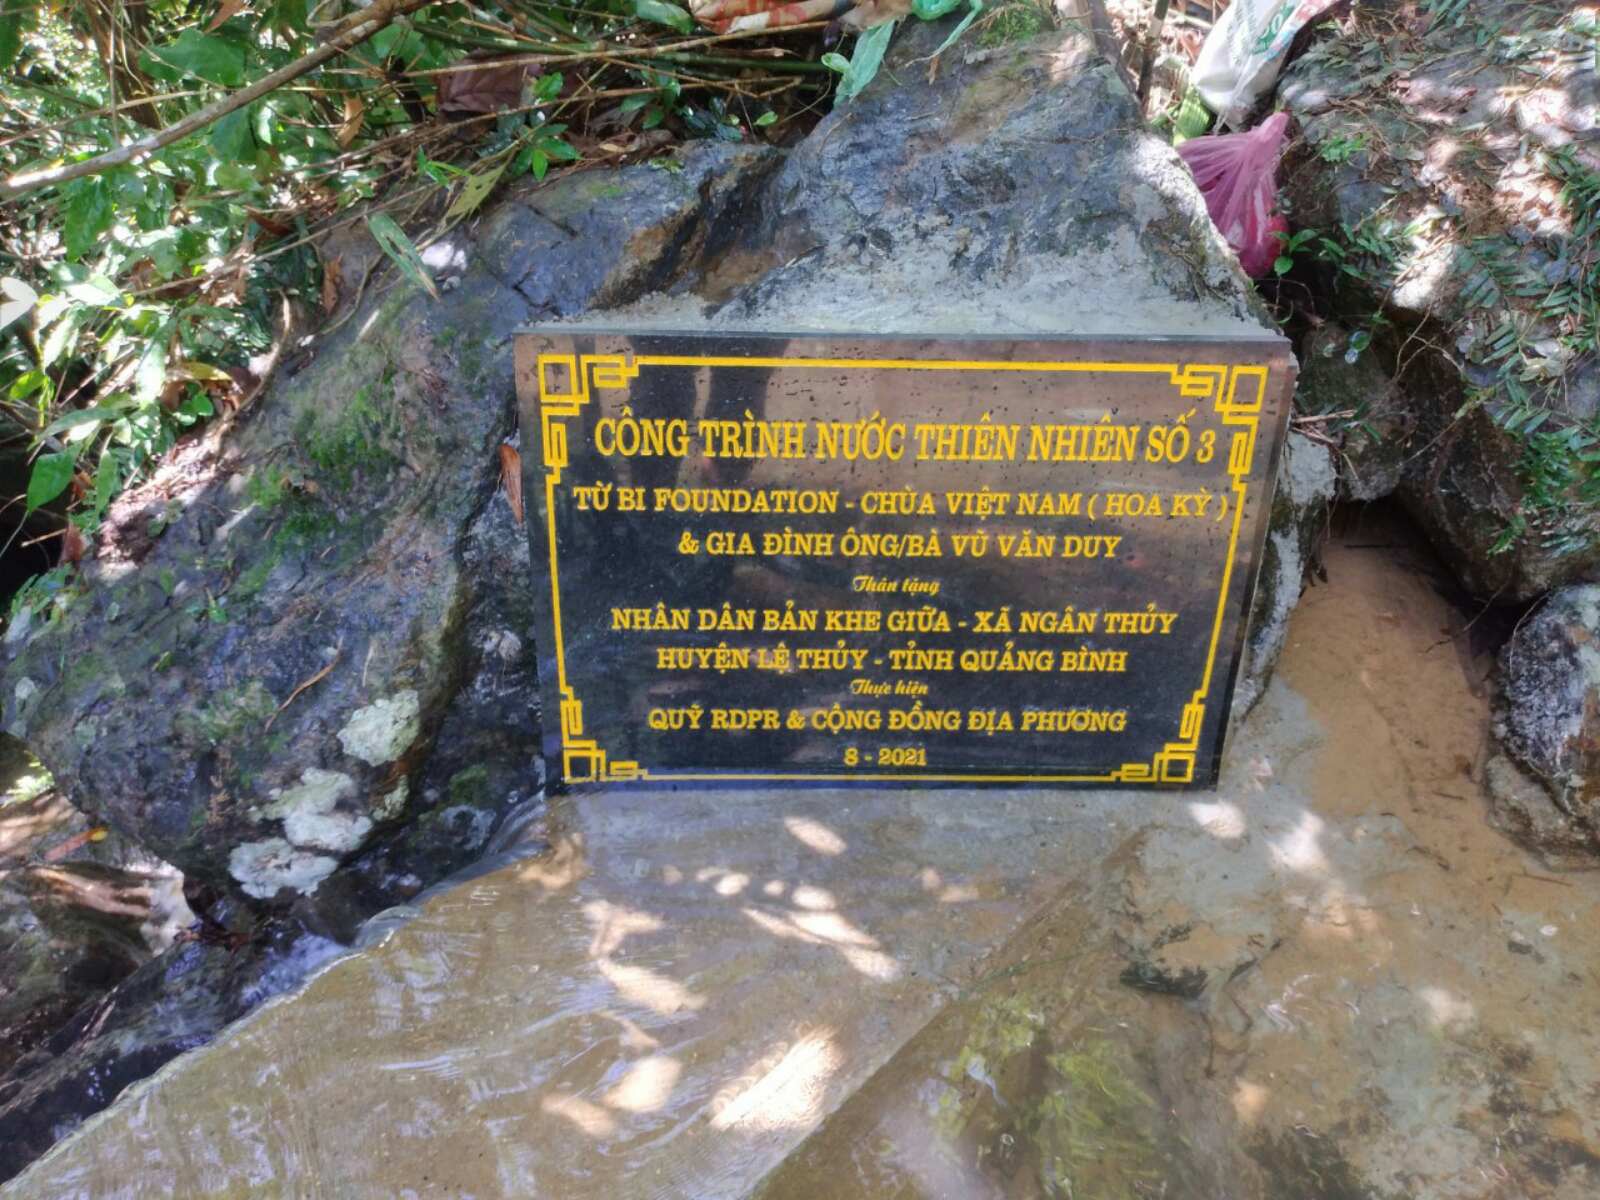 CÔNG TRÌNH NƯỚC THIÊN NHIÊN SỐ 3
TỪ BI FOUNDATION - CHÙA VIỆT NAM ( HOA KỲ )
& GIA ĐÌNH ÔNG/BÀ VŨ VĂN DUY
Thân tặng
NHÂN DÂN BẢN KHE GIỮA - XÃ NGÂN THỦY
HUYỆN LỆ THỦY - TỈNH QUẢNG BÌNH
Thực hiện
QUỸ RDPR & CỘNG ĐỒNG ĐỊA PHƯƠNG
8 - 2021